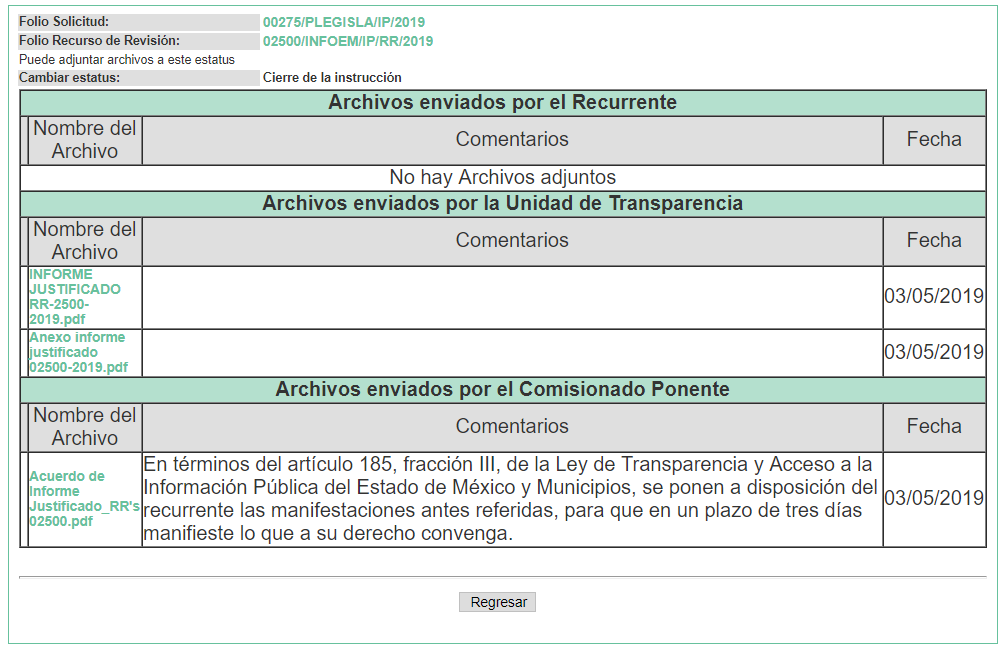 Folio Solicitud: 00275/PLEGISLA/IP/2019
Folio Recurso de Revisión: 02500/INFOEM/IP/RR/2019
Puede adjuntar archivos a este estatus
Cambiar estatus: Cierre de la instrucción
Archivos enviados por el Recurrente
Nombre del
Archivo
Comentarios
Fecha
No hay Archivos adjuntos
Archivos enviados por la Unidad de Transparencia
Nombre del
Archivo
Comentarios
Fecha
INFORME
JUSTIFICADO
RR-2500-
2019.pdf
03/05/2019
Anexo informe
justificado
02500-2019.pdf
03/05/2019
Archivos enviados por el Comisionado Ponente
Nombre del
Archivo
Comentarios
Fecha
Acuerdo de
Informe
Justificado_RR's
02500.pdf
En términos del artículo 185, fracción III, de la Ley de Transparencia y Acceso a la
Información Pública del Estado de México y Municipios, se ponen a disposición del
recurrente las manifestaciones antes referidas, para que en un plazo de tres días
manifieste lo que a su derecho convenga.
03/05/2019
Regresar